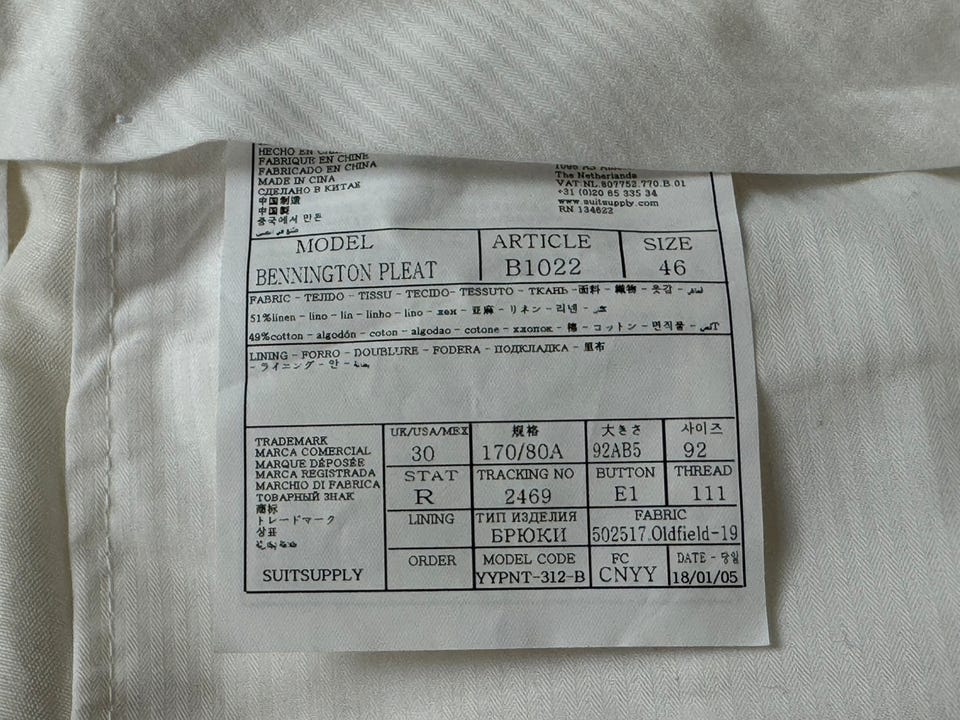 HECHO EN
FABRIQUE EN CHINE
FABRICADO EN CHINA
MADE IN CINA
СДЕЛАНО В КИТАЕ
中国制造
中国製
중국에서 만든
The Netherlands
VAT:NL.807752.770.B.01
+31 (0)20 65 335 34
www.suitsupply.com
RN 134622
MODEL
BENNINGTON PLEAT
ARTICLE
B1022
SIZE
46
FABRIC - TEJIDO - TISSU - TECIDO- TESSUTO - ТКАНЬ -面料 - 織物 - 옷감 -
51%linen - lino - lin - linho - lino - лен - 亚麻 - リネン - 리넨 -
49%cotton - algodón - coton - algodao - cotone - хлопок - 棉 - コットン - 면직물 -
LINING - FORRO - DOUBLURE - FODERA - ПОДКЛАДКА - 里布
- ライニング - 안 -
TRADEMARK
MARCA COMERCIAL
MARQUE DÉPOSÉE
MARCA REGISTRADA
MARCHIO DI FABRICA
ТОВАРНЫЙ ЗНАК
商标
トレードマーク
상표
SUITSUPPLY
UK/USA/MEX
30
規格
170/80A
大きさ
92AB5
사이즈
92
STAT
R
TRACKING NO
2469
BUTTON
E1
THREAD
111
LINING
ТИП ИЗДЕЛИЯ
БРЮКИ
FABRIC
502517.Oldfield-19
ORDER
MODEL CODE
YYPNT-312-B
FC
CNYY
DATE - 당일
18/01/05